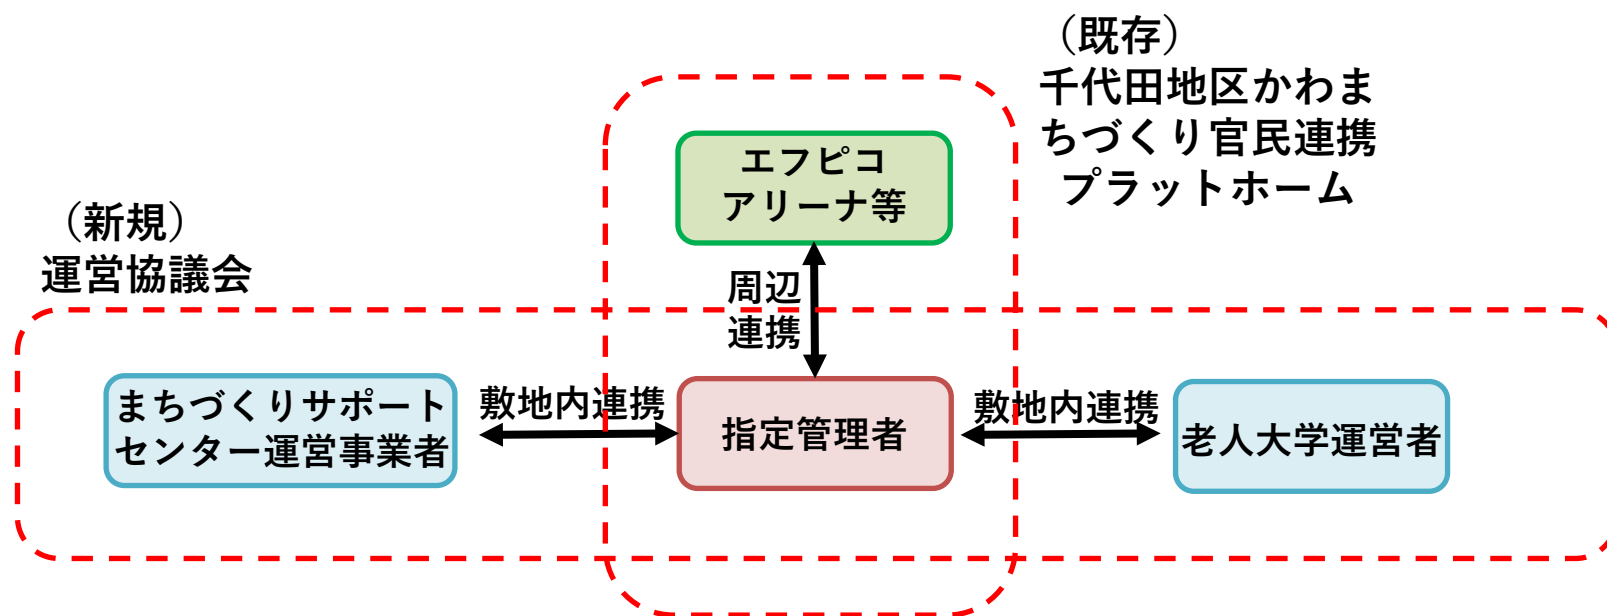 （既存）
千代田地区かわま
ちづくり官民連携
プラットホーム
エフピコ
アリーナ等
（新規）
運営協議会
周辺
連携
まちづくりサポート
センター運営事業者
敷地内連携
指定管理者
敷地内連携
老人大学運営者